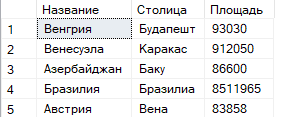 Название Столица Площадь
1 Венгрия Будапешт 93030
2 Венесуэла Каракас 912050
3 Азербайджан Баку 86600
4 Бразилия Бразилиа 8511965
5 Австрия Вена 83858